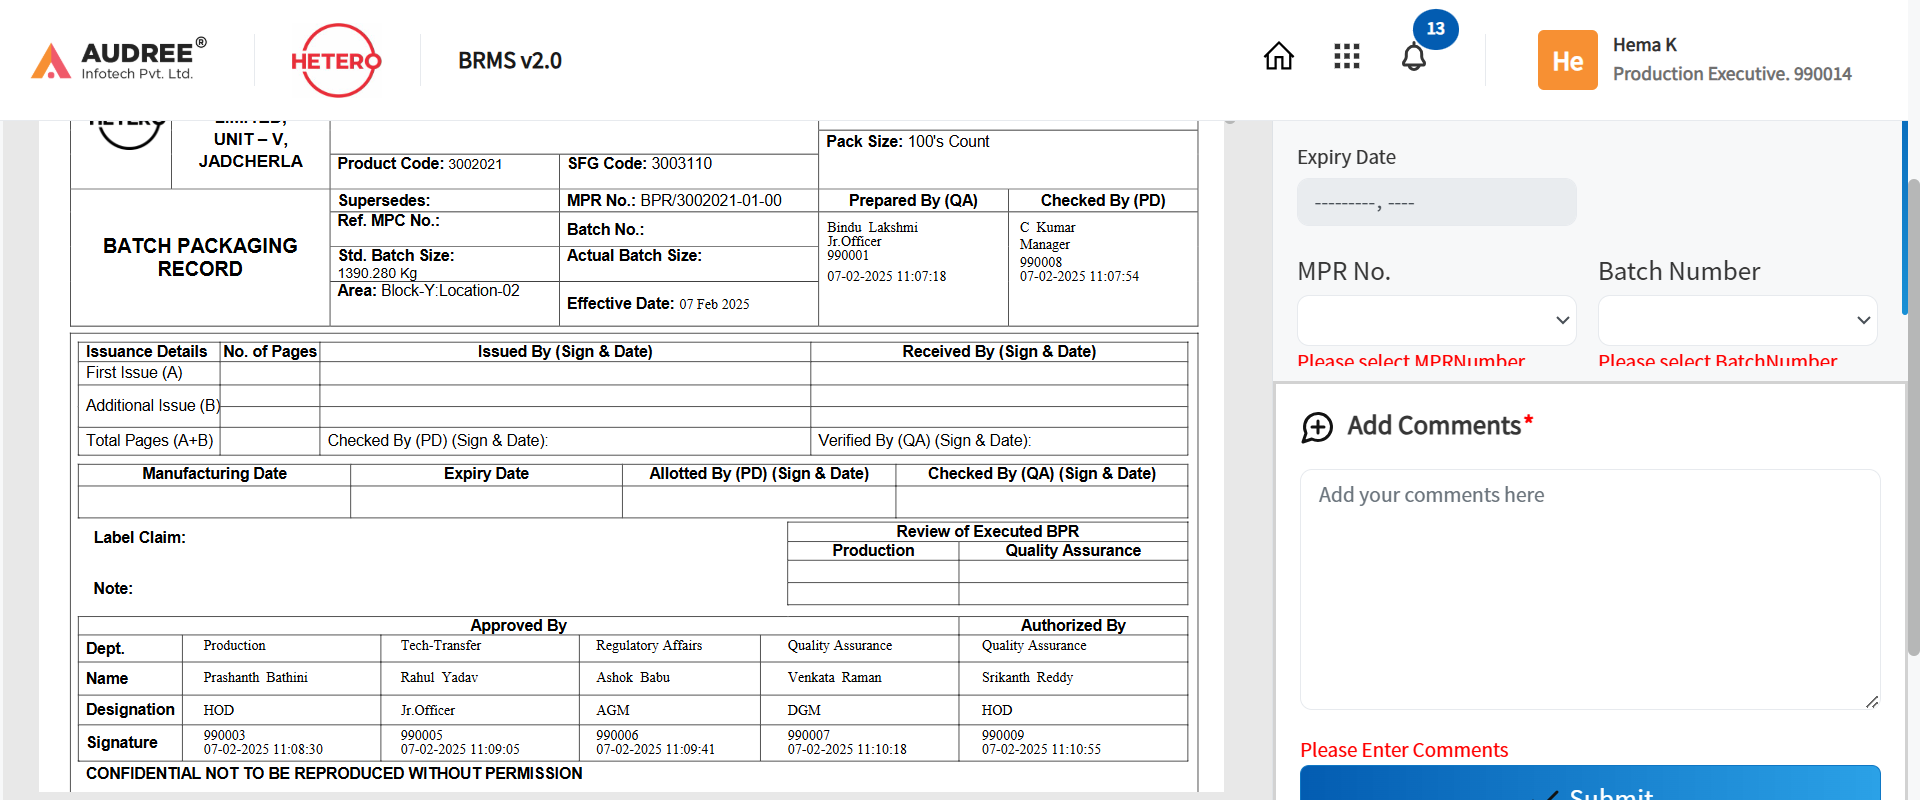 AUDREE®
Infotech Pvt. Ltd.
HETERO
BRMS v2.0
13
He
Hema K
Production Executive. 990014
HETERO
LIMITED,
UNIT – V,
JADCHERLA
Product Code: 3002021
SFG Code: 3003110
Pack Size: 100's Count
BATCH PACKAGING
RECORD
Supersedes:
MPR No.: BPR/3002021-01-00
Prepared By (QA)
Checked By (PD)
Ref. MPC No.:
Batch No.:
Std. Batch Size:
1390.280 Kg
Actual Batch Size:
Area: Block-Y:Location-02
Effective Date: 07 Feb 2025
Bindu Lakshmi
Jr.Officer
990001
07-02-2025 11:07:18
C Kumar
Manager
990008
07-02-2025 11:07:54
Issuance Details
No. of Pages
Issued By (Sign & Date)
Received By (Sign & Date)
First Issue (A)
Additional Issue (B)
Total Pages (A+B)
Checked By (PD) (Sign & Date):
Verified By (QA) (Sign & Date):
Manufacturing Date
Expiry Date
Allotted By (PD) (Sign & Date)
Checked By (QA) (Sign & Date)
Label Claim:
Note:
Review of Executed BPR
Production
Quality Assurance
Approved By
Authorized By
Dept.
Production
Tech-Transfer
Regulatory Affairs
Quality Assurance
Quality Assurance
Name
Prashanth Bathini
Rahul Yadav
Ashok Babu
Venkata Raman
Srikanth Reddy
Designation
HOD
Jr.Officer
AGM
DGM
HOD
Signature
990003
07-02-2025 11:08:30
990005
07-02-2025 11:09:05
990006
07-02-2025 11:09:41
990007
07-02-2025 11:10:18
990009
07-02-2025 11:10:55
CONFIDENTIAL NOT TO BE REPRODUCED WITHOUT PERMISSION
Expiry Date
---------, ----
MPR No.
Batch Number
Please select MPRNumber
Please select BatchNumber
Add Comments*
Add your comments here
Please Enter Comments
Submit